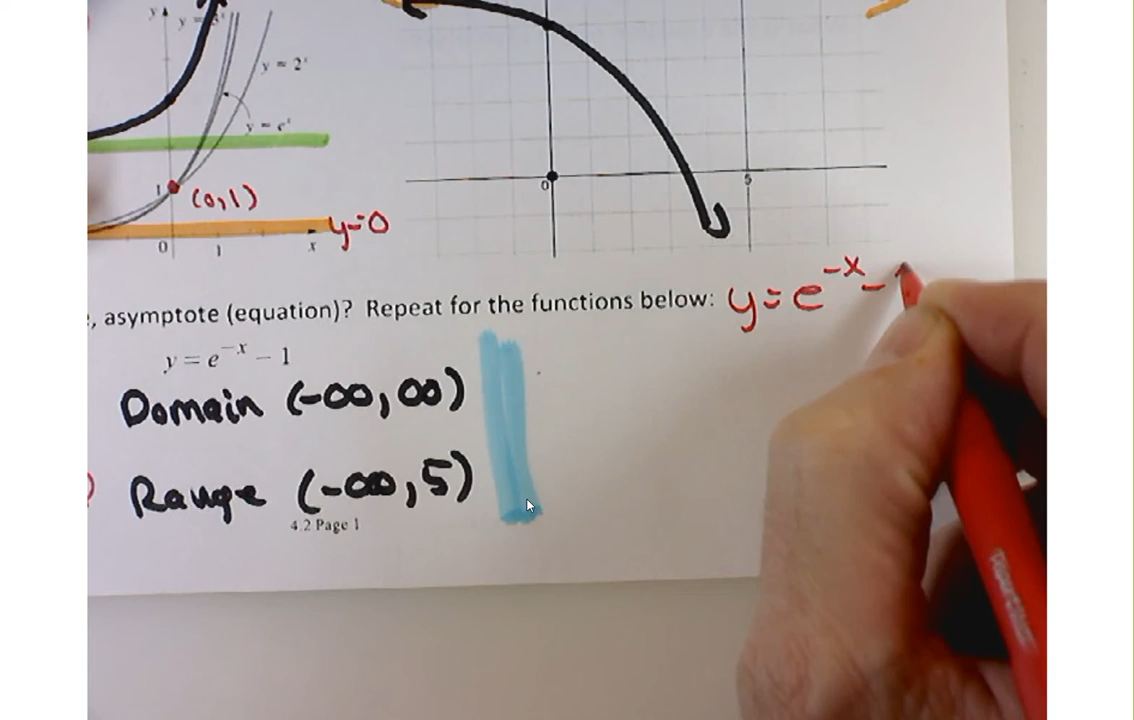 y
y = 2ˣ
y = eˣ
1 (0,1)
y=0
0 1 x
0 5
, asymptote (equation)? Repeat for the functions below: y=e^-x -
y = e^-x − 1
Domain (-∞,∞)
Range (-∞,5)
4.2 Page 1